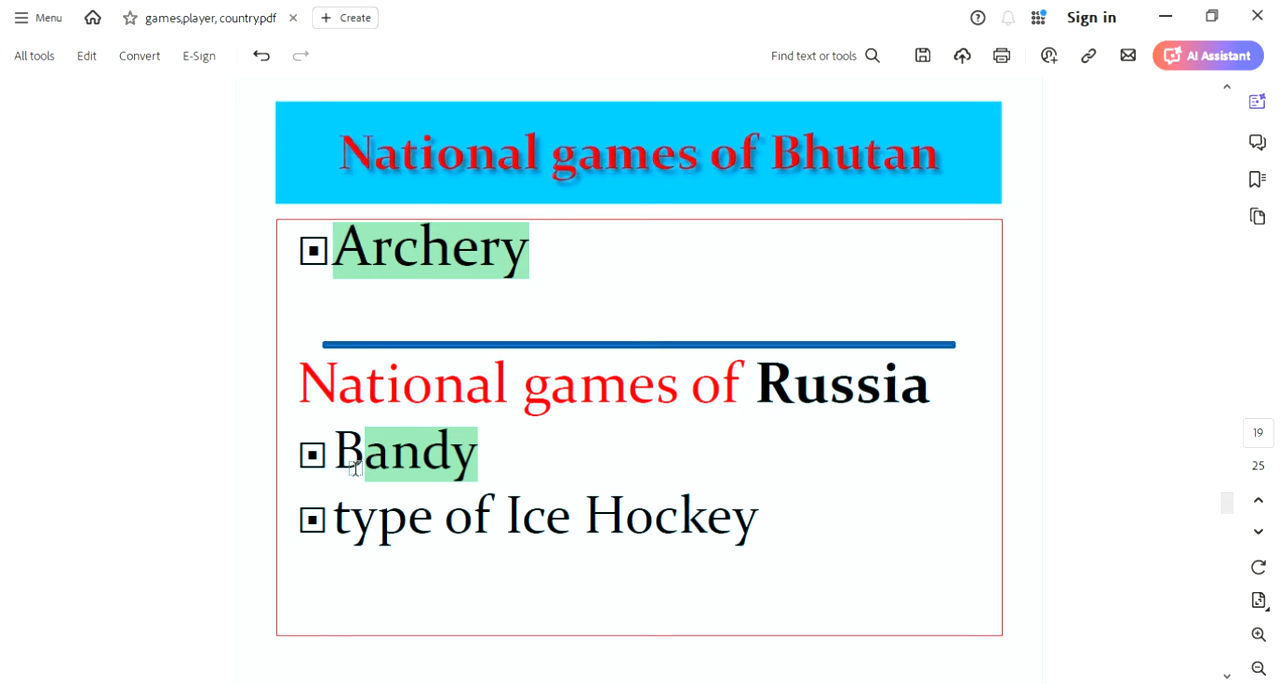 Menu
games,player, country.pdf
Create
Sign in
All tools
Edit
Convert
E-Sign
Find text or tools
AI Assistant
National games of Bhutan
Archery
National games of Russia
Bandy
type of Ice Hockey
19
25